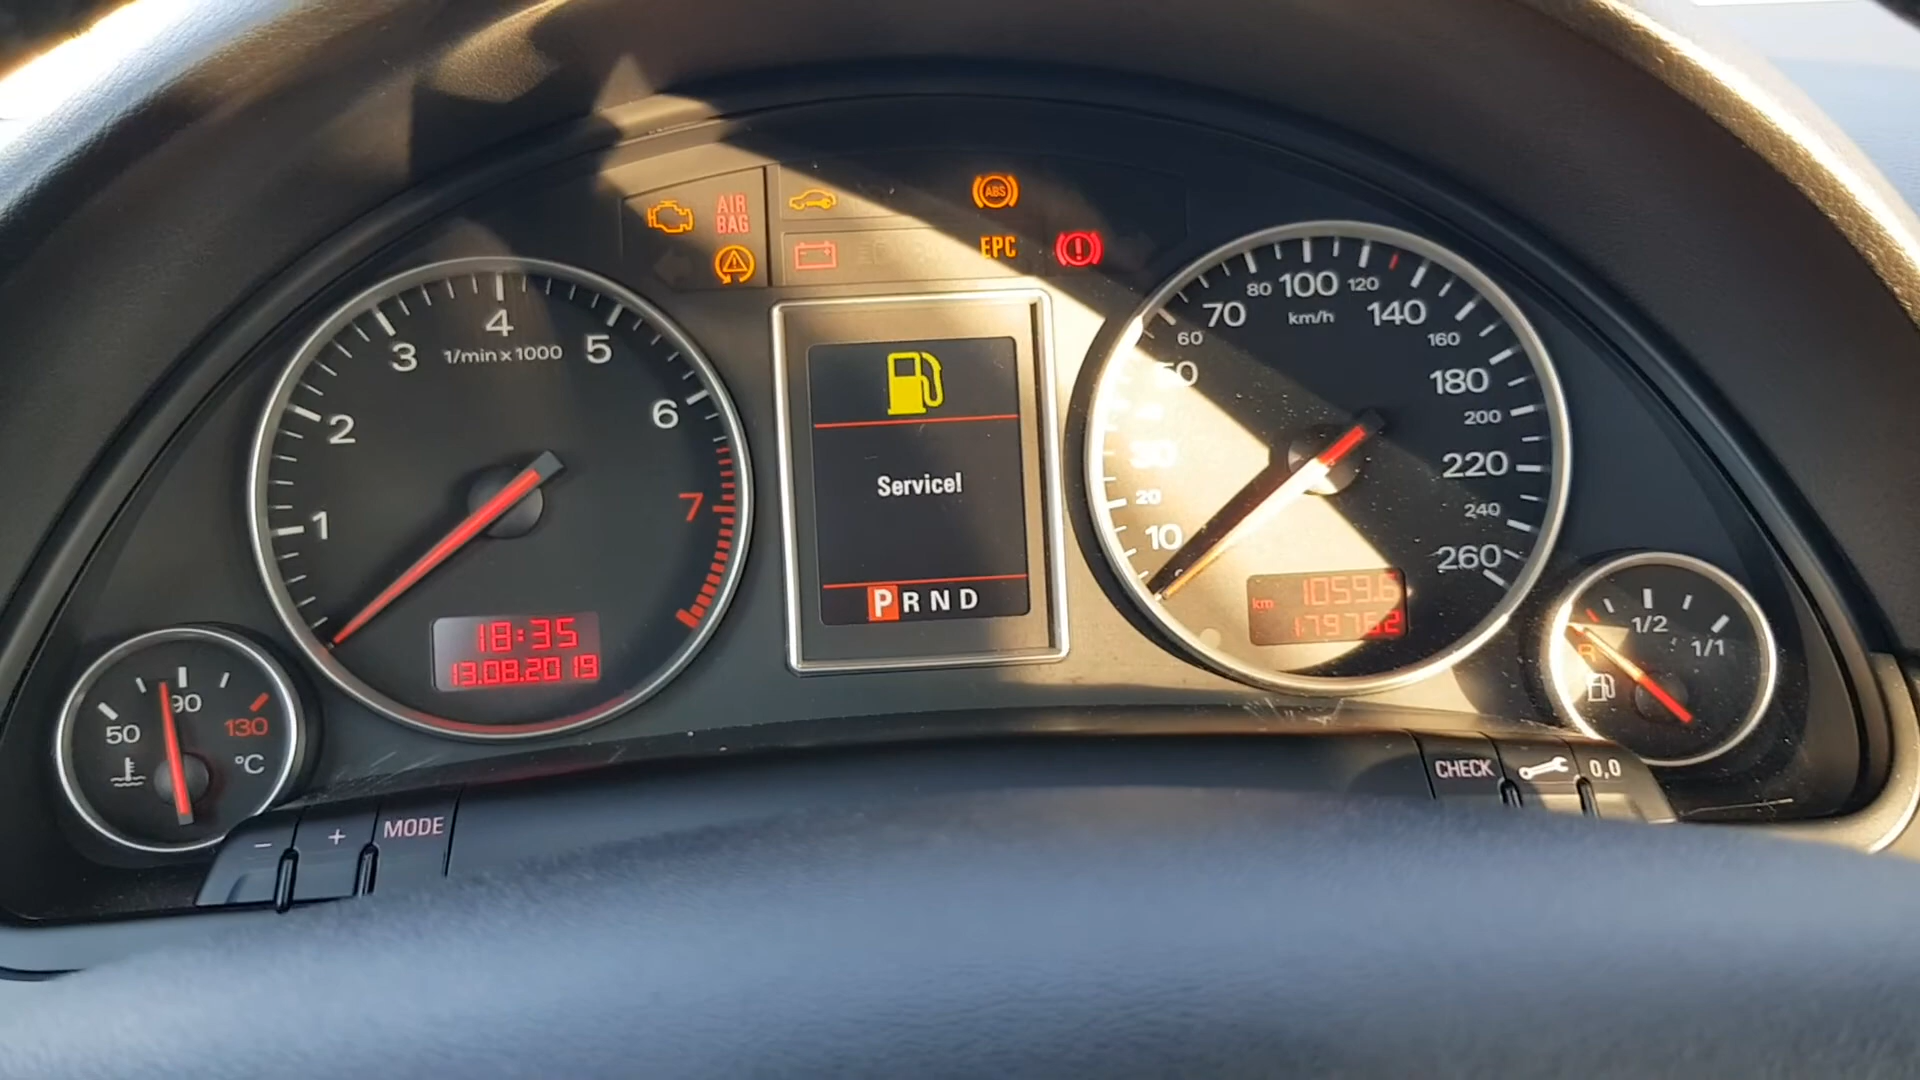 AIR
BAG
ABS
EPC
1
2
3
4
5
6
7
1/min x 1000
18:35
13.08.2019
50
90
130
°C
Service!
P R N D
10
20
30
50
60
70
80
100
120
140
160
180
200
220
240
260
km/h
km
1059.6
179762
R
1/2
1/1
- + MODE
CHECK
0,0